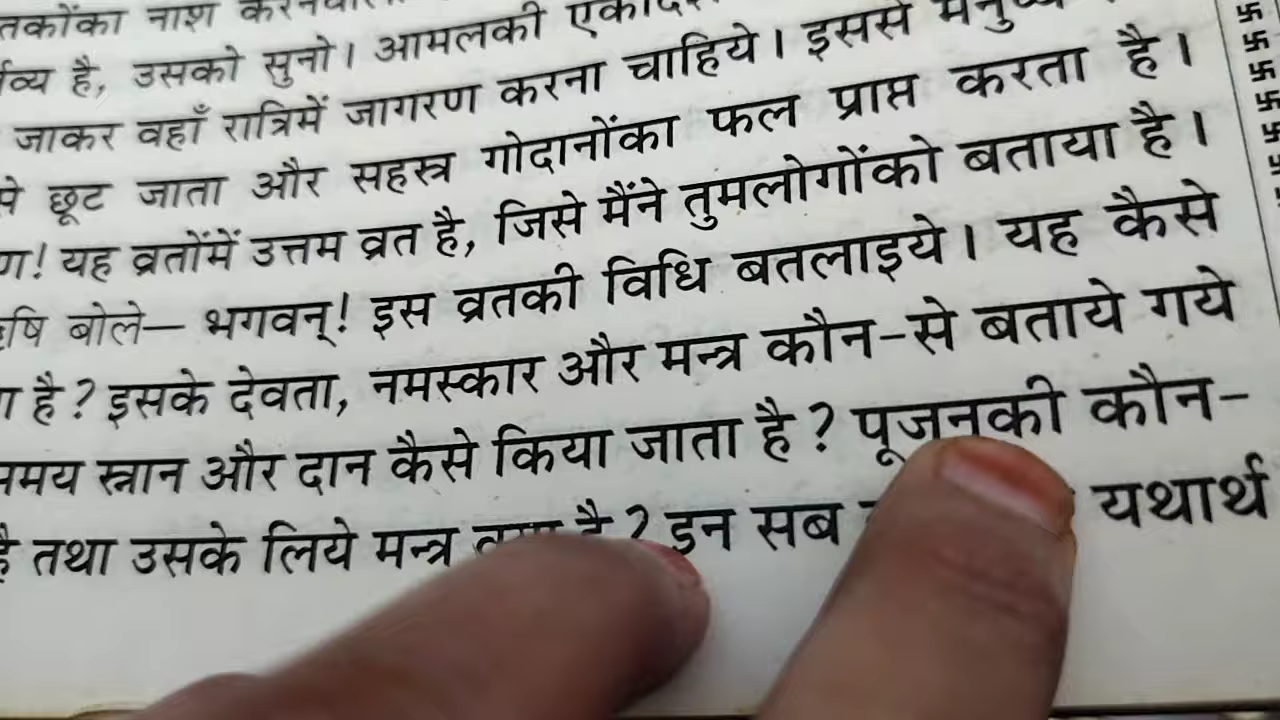 नाश
है, उसको सुनो। आमलकी
जाकर वहाँ रात्रिमें जागरण करना चाहिये। इससे मनुष्य
छूट जाता और सहस्त्र गोदानोंका फल प्राप्त करता है।
यह व्रतोंमें उत्तम व्रत है, जिसे मैंने तुमलोगोंको बताया है।
बोले— भगवन्! इस व्रतकी विधि बतलाइये। यह कैसे
है? इसके देवता, नमस्कार और मन्त्र कौन-से बताये गये
समय स्नान और दान कैसे किया जाता है? पूजनकी कौन-
है तथा उसके लिये मन्त्र क्या है? इन सब यथार्थ